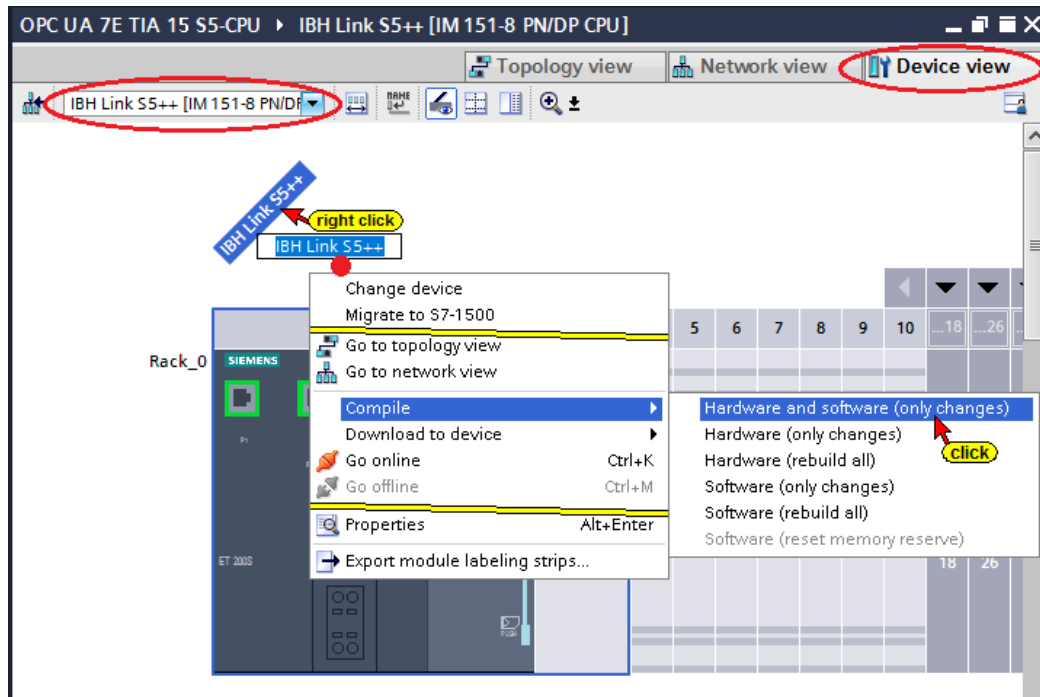 OPC UA 7E TIA 15 S5-CPU ▸ IBH Link S5++ [IM 151-8 PN/DP CPU]
Topology view Network view Device view
IBH Link S5++ [IM 151-8 PN/DP
IBH Link S5++
right click
IBH Link S5++
Change device
Migrate to S7-1500
Go to topology view
Go to network view
Compile
Download to device
Go online Ctrl+K
Go offline Ctrl+M
Properties Alt+Enter
Export module labeling strips...
Hardware and software (only changes)
Hardware (only changes)
Hardware (rebuild all)
Software (only changes)
Software (rebuild all)
Software (reset memory reserve)
click
5 6 7 8 9 10 ...18 ...26
Rack_0
SIEMENS
P1
ET 200S
18 26
PUSH